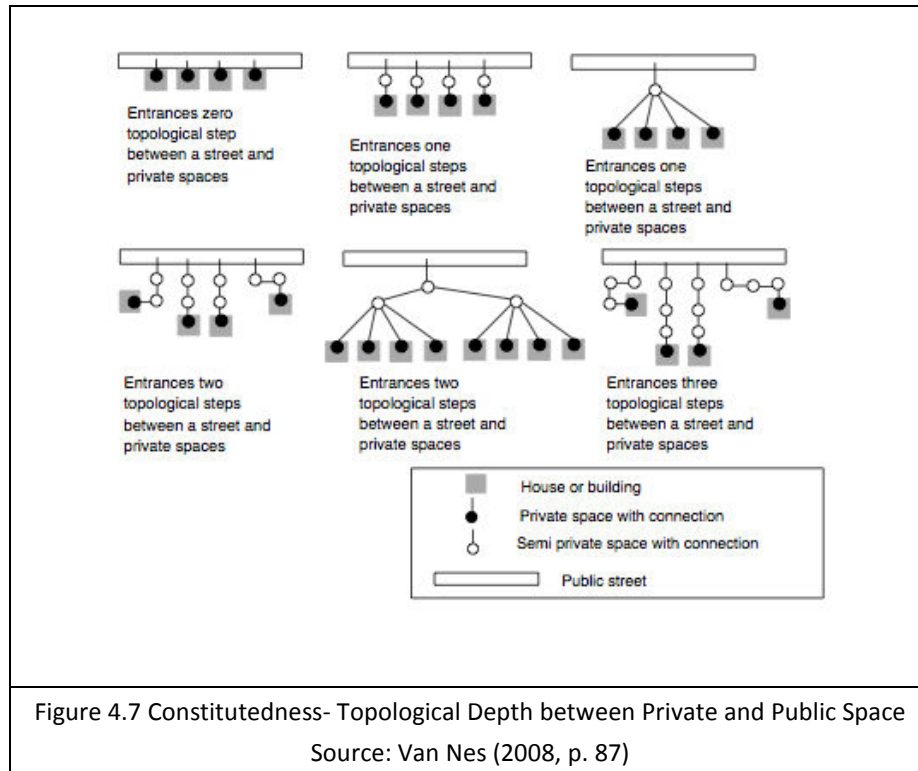 Entrances zero
topological step
between a street and
private spaces
Entrances one
topological steps
between a street and
private spaces
Entrances one
topological steps
between a street and
private spaces
Entrances two
topological steps
between a street and
private spaces
Entrances two
topological steps
between a street and
private spaces
Entrances three
topological steps
between a street and
private spaces
House or building
Private space with connection
Semi private space with connection
Public street
Figure 4.7 Constitutedness- Topological Depth between Private and Public Space
Source: Van Nes (2008, p. 87)